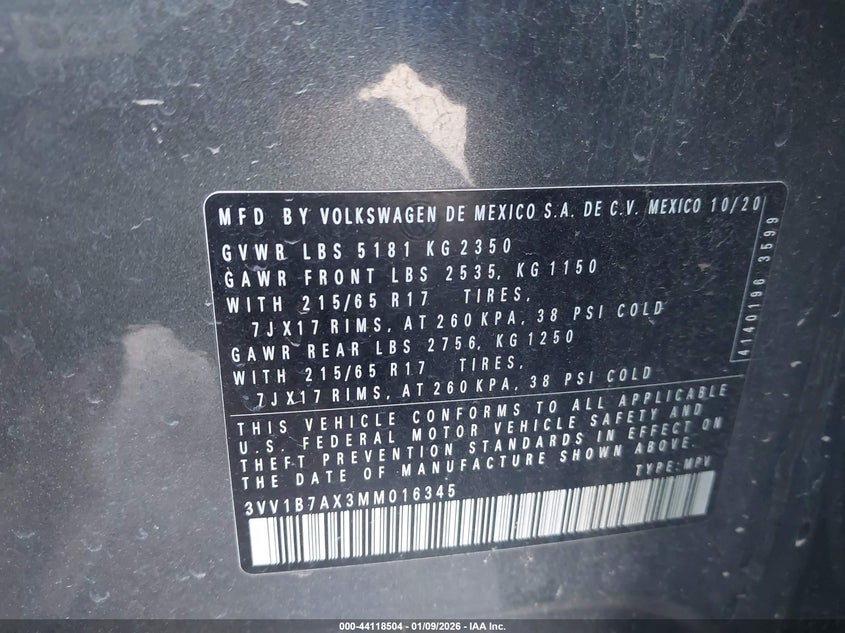 MFD BY VOLKSWAGEN DE MEXICO S.A. DE C.V. MEXICO 10/20
GVWR LBS 5181 KG 2350
GAWR FRONT LBS 2535, KG 1150
WITH 215/65 R17 TIRES,
7JX17 RIMS, AT 260 KPA, 38 PSI COLD
GAWR REAR LBS 2756, KG 1250
WITH 215/65 R17 TIRES,
7JX17 RIMS, AT 260 KPA, 38 PSI COLD
4140196 3599
THIS VEHICLE CONFORMS TO ALL APPLICABLE
U.S. FEDERAL MOTOR VEHICLE SAFETY AND
THEFT PREVENTION STANDARDS IN EFFECT ON
THE DATE OF MANUFACTURE SHOWN ABOVE.
TYPE: MPV
3VV1B7AX3MM016345
000-44118504 - 01/09/2026 - IAA Inc.